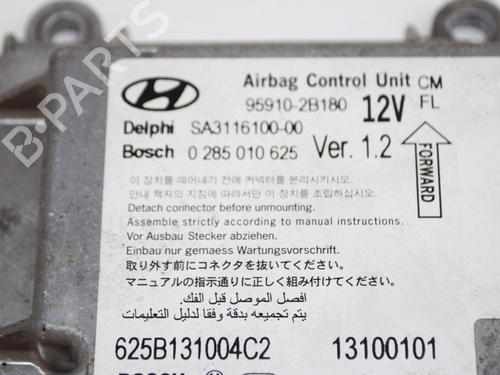 Airbag Control Unit CM
95910-2B180 12V FL
Delphi SA3116100-00
Bosch 0 285 010 625 Ver. 1.2
FORWARD
이 장치를 떼어내기 전에 커넥터를 분리하시오.
안내 책자의 지침에 따라서만 이 장치를 조립하십시오.
Detach connector before unmounting.
Assemble strictly according to manual instructions.
Vor Ausbau Stecker abziehen.
Einbau nur gemaess Wartungsvorschrift.
取り外す前にコネクタを抜いてください。
マニュアルの指示通りに正しく組み付けてください。
افصل الموصل قبل الفك.
يتم تجميعه بدقة وفقا لدليل التعليمات
625B131004C2 13100101
BOSCH
B-PARTS